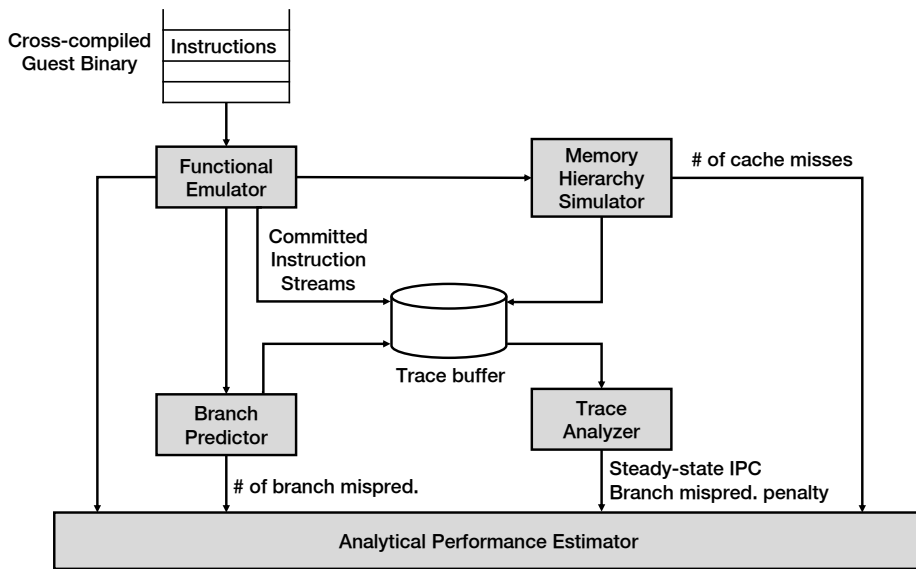 Cross-compiled
Guest Binary
Instructions
Functional
Emulator
Memory
Hierarchy
Simulator
# of cache misses
Committed
Instruction
Streams
Trace buffer
Branch
Predictor
Trace
Analyzer
# of branch mispred.
Steady-state IPC
Branch mispred. penalty
Analytical Performance Estimator